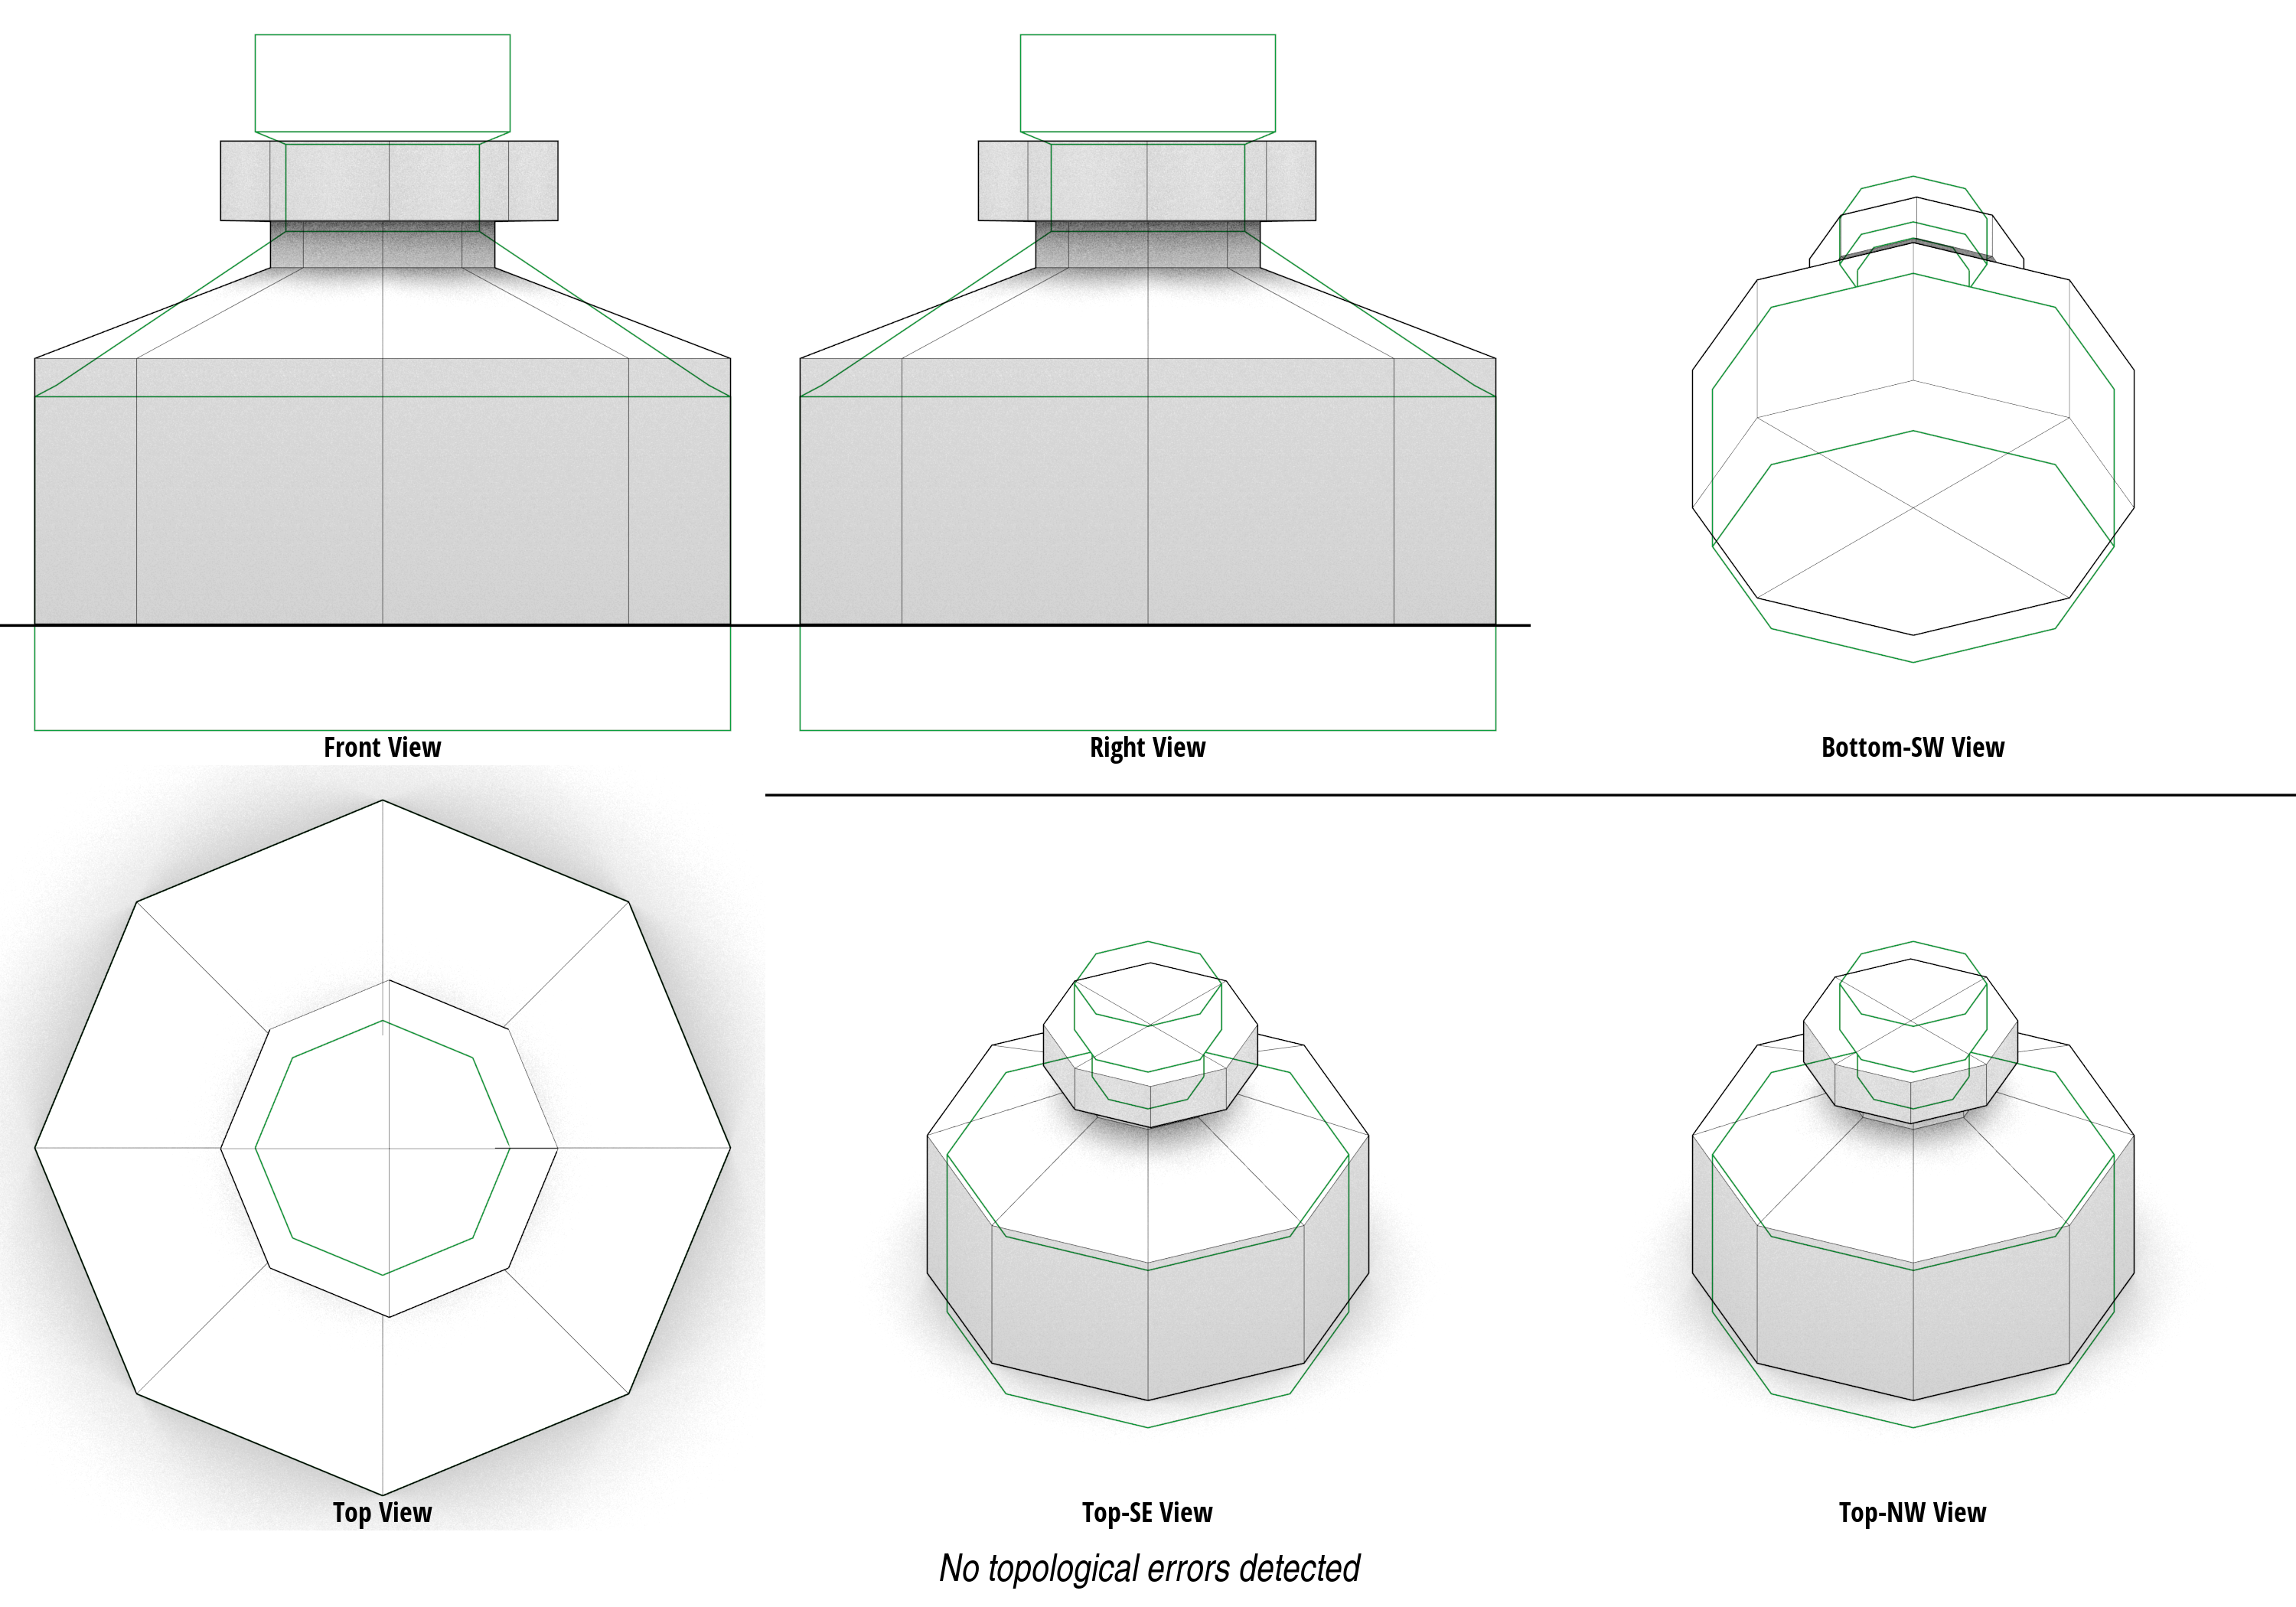 Front View
Right View
Bottom-SW View
Top View
Top-SE View
Top-NW View
No topological errors detected